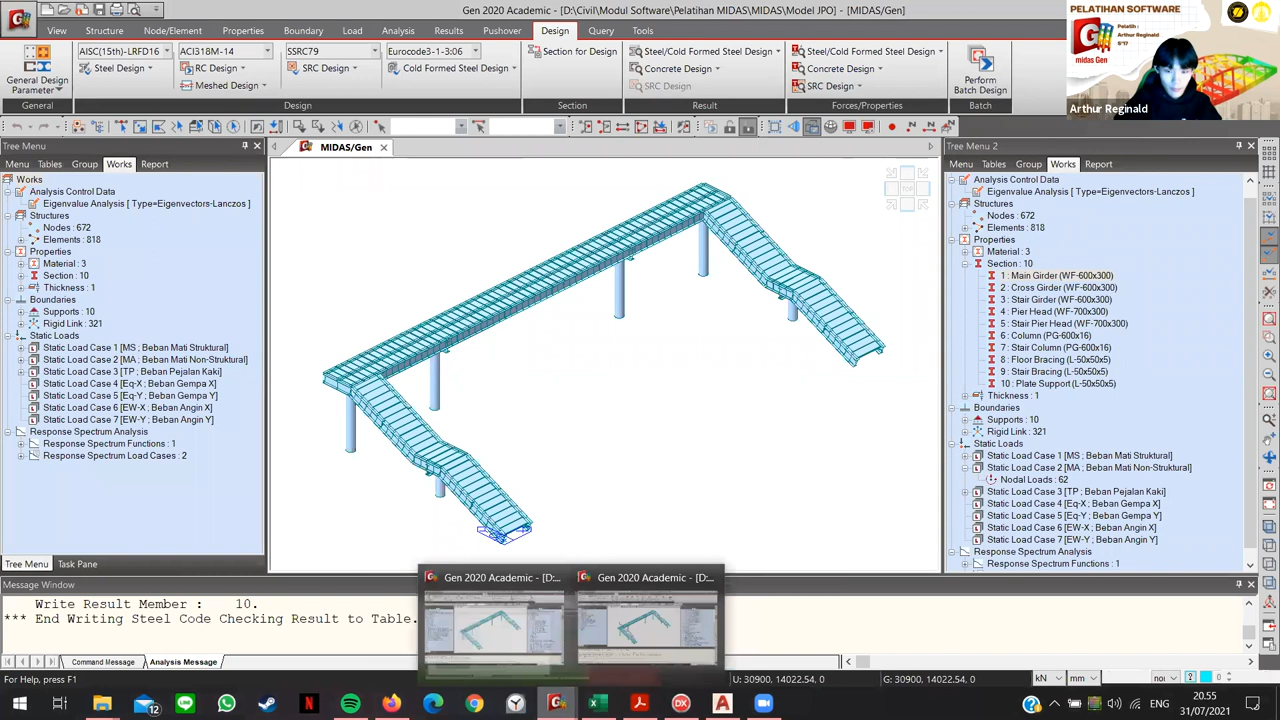 Gen 2020 Academic - [D:\Civil\Modul Software\Pelatihan MIDAS\MIDAS\Model JPO] - [MIDAS/Gen]
View Structure Node/Element Properties Boundary Load Analysis Results Pushover Design Query Tools
AISC(15th)-LRFD16 ACI318M-14 SSRC79 Section for Design Steel/Cold Formed Steel Design Steel/Cold Formed Steel Design
General Design Parameter
Steel Design RC Design SRC Design Cold Formed Steel Design Concrete Design Concrete Design
Meshed Design SRC Design SRC Design
Perform Batch Design
General Design Section Result Forces/Properties Batch
PELATIHAN SOFTWARE
Pelatih :
Arthur Reginald
S'17
midas Gen
Arthur Reginald
Tree Menu
Menu Tables Group Works Report
Works
Analysis Control Data
Eigenvalue Analysis [ Type=Eigenvectors-Lanczos ]
Structures
Nodes : 672
Elements : 818
Properties
Material : 3
Section : 10
Thickness : 1
Boundaries
Supports : 10
Rigid Link : 321
Static Loads
Static Load Case 1 [MS ; Beban Mati Struktural]
Static Load Case 2 [MA ; Beban Mati Non-Struktural]
Static Load Case 3 [TP ; Beban Pejalan Kaki]
Static Load Case 4 [Eq-X ; Beban Gempa X]
Static Load Case 5 [Eq-Y ; Beban Gempa Y]
Static Load Case 6 [EW-X ; Beban Angin X]
Static Load Case 7 [EW-Y ; Beban Angin Y]
Response Spectrum Analysis
Response Spectrum Functions : 1
Response Spectrum Load Cases : 2
Tree Menu Task Pane
MIDAS/Gen
TOP
Tree Menu 2
Menu Tables Group Works Report
Analysis Control Data
Eigenvalue Analysis [ Type=Eigenvectors-Lanczos ]
Structures
Nodes : 672
Elements : 818
Properties
Material : 3
Section : 10
1 : Main Girder (WF-600x300)
2 : Cross Girder (WF-600x300)
3 : Stair Girder (WF-600x300)
4 : Pier Head (WF-700x300)
5 : Stair Pier Head (WF-700x300)
6 : Column (PG-600x16)
7 : Stair Column (PG-600x16)
8 : Floor Bracing (L-50x50x5)
9 : Stair Bracing (L-50x50x5)
10 : Plate Support (L-50x50x5)
Thickness : 1
Boundaries
Supports : 10
Rigid Link : 321
Static Loads
Static Load Case 1 [MS ; Beban Mati Struktural]
Static Load Case 2 [MA ; Beban Mati Non-Struktural]
Nodal Loads : 62
Static Load Case 3 [TP ; Beban Pejalan Kaki]
Static Load Case 4 [Eq-X ; Beban Gempa X]
Static Load Case 5 [Eq-Y ; Beban Gempa Y]
Static Load Case 6 [EW-X ; Beban Angin X]
Static Load Case 7 [EW-Y ; Beban Angin Y]
Response Spectrum Analysis
Response Spectrum Functions : 1
Message Window
Write Result Member : 10.
*** End Writing Steel Code Checking Result to Table.
Command Message Analysis Message
Gen 2020 Academic - [D:... Gen 2020 Academic - [D:...
For Help, press F1
U: 30900, 14022.54, 0 G: 30900, 14022.54, 0 kN mm
20.55
31/07/2021